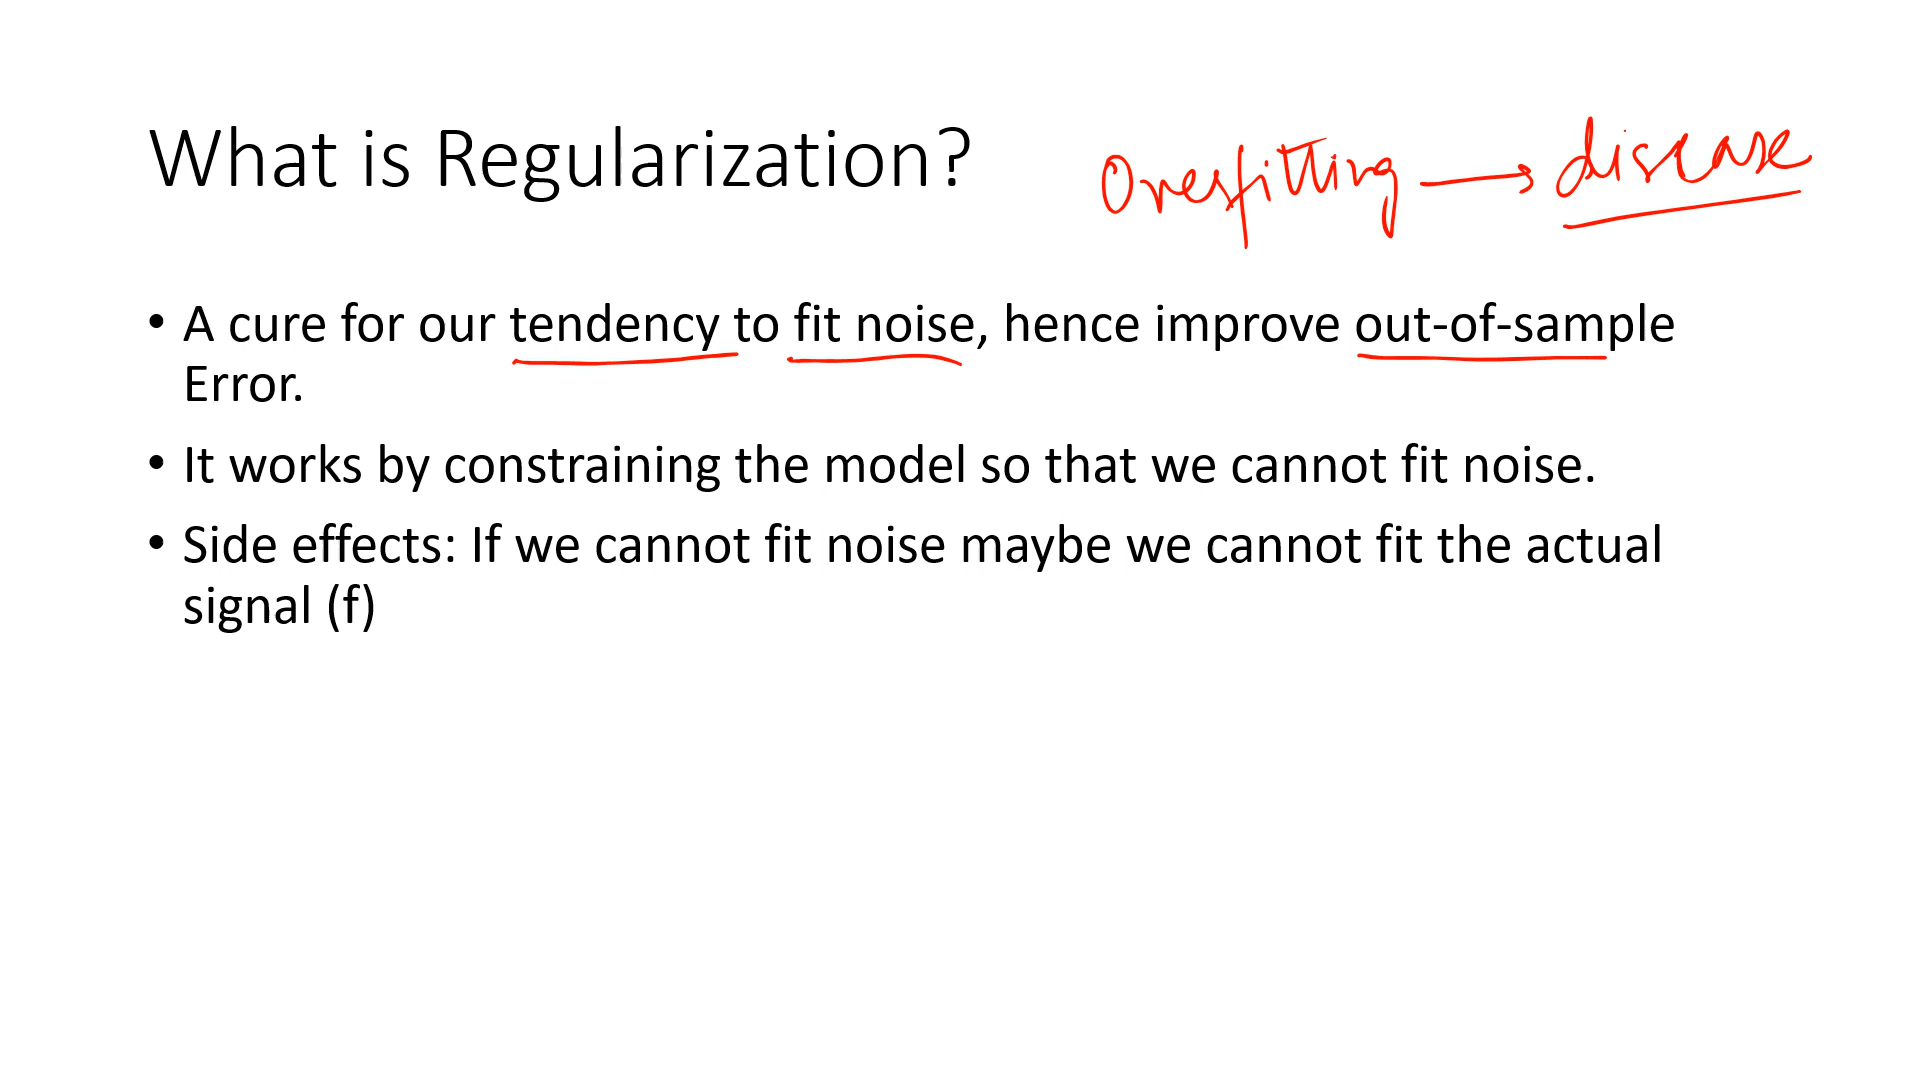 What is Regularization?
Overfitting → disease
• A cure for our tendency to fit noise, hence improve out-of-sample
Error.
• It works by constraining the model so that we cannot fit noise.
• Side effects: If we cannot fit noise maybe we cannot fit the actual
signal (f)